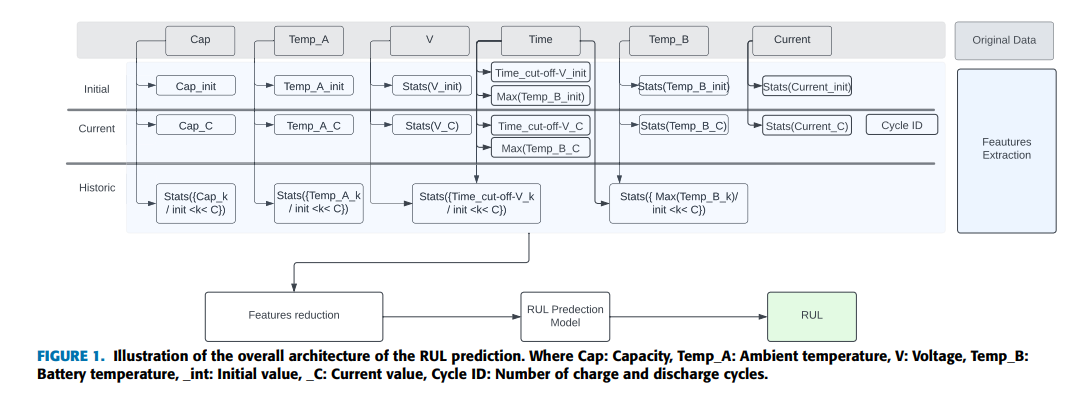 Cap
Temp_A
V
Time
Temp_B
Current
Original Data
Initial
Cap_init
Temp_A_init
Stats(V_init)
Time_cut-off-V_init
Max(Temp_B_init)
Stats(Temp_B_init)
Stats(Current_init)
Current
Cap_C
Temp_A_C
Stats(V_C)
Time_cut-off-V_C
Max(Temp_B_C
Stats(Temp_B_C)
Stats(Current_C)
Cycle ID
Feautures
Extraction
Historic
Stats({Cap_k
/ init <k< C})
Stats({Temp_A_k
/ init <k< C})
Stats({Time_cut-off-V_k
/ init <k< C})
Stats({ Max(Temp_B_k)/
init <k< C})
Features reduction
RUL Predection
Model
RUL
FIGURE 1. Illustration of the overall architecture of the RUL prediction. Where Cap: Capacity, Temp_A: Ambient temperature, V: Voltage, Temp_B:
Battery temperature, _int: Initial value, _C: Current value, Cycle ID: Number of charge and discharge cycles.